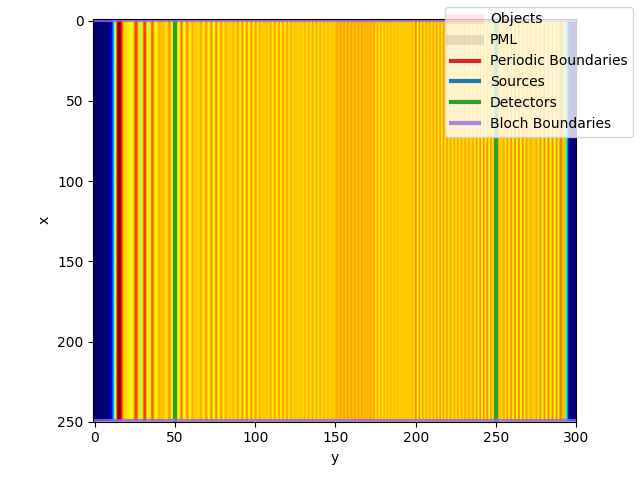 Objects
PML
Periodic Boundaries
Sources
Detectors
Bloch Boundaries
0
50
100
150
200
250
x
0
50
100
150
200
250
300
y